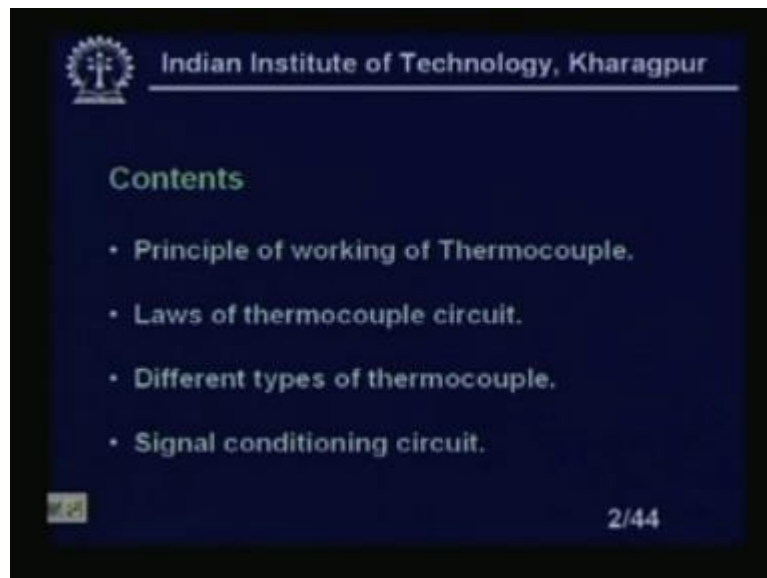 Indian Institute of Technology, Kharagpur
Contents
• Principle of working of Thermocouple.
• Laws of thermocouple circuit.
• Different types of thermocouple.
• Signal conditioning circuit.
2/44